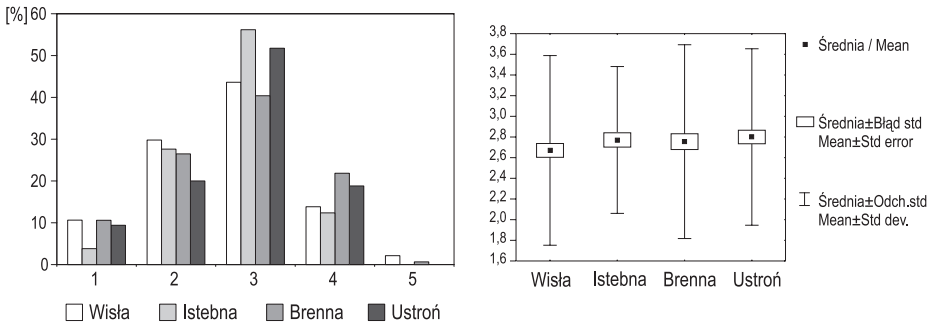 [%] 60
50
40
30
20
10
0
1 2 3 4 5
Wisła Istebna Brenna Ustroń
3,8
3,6
3,4
3,2
3,0
2,8
2,6
2,4
2,2
2,0
1,8
1,6
Wisła Istebna Brenna Ustroń
Średnia / Mean
Średnia±Błąd std
Mean±Std error
Średnia±Odch.std
Mean±Std dev.